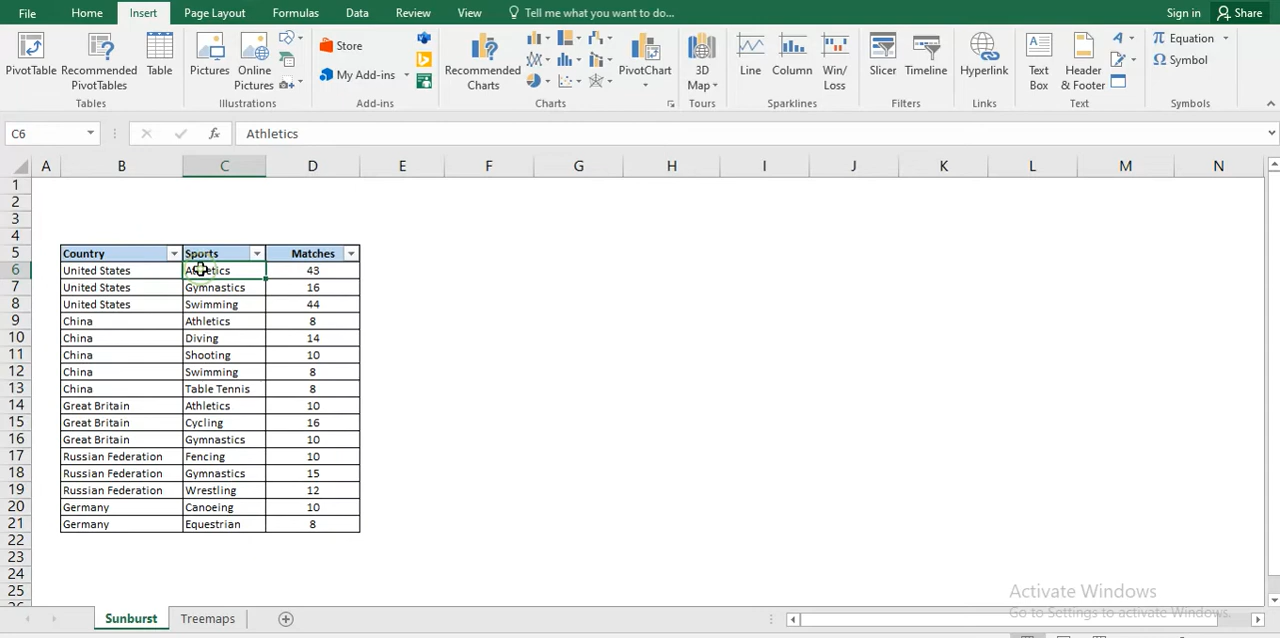 File Home Insert Page Layout Formulas Data Review View Tell me what you want to do... Sign in Share
PivotTable Recommended PivotTables Table Pictures Online Pictures Store My Add-ins Recommended Charts PivotChart 3D Map Line Column Win/Loss Slicer Timeline Hyperlink Text Box Header & Footer Equation Symbol
Tables Illustrations Add-ins Charts Tours Sparklines Filters Links Text Symbols
C6 fx Athletics
A B C D E F G H I J K L M N
1
2
3
4
5 Country Sports Matches
6 United States Athletics 43
7 United States Gymnastics 16
8 United States Swimming 44
9 China Athletics 8
10 China Diving 14
11 China Shooting 10
12 China Swimming 8
13 China Table Tennis 8
14 Great Britain Athletics 10
15 Great Britain Cycling 16
16 Great Britain Gymnastics 10
17 Russian Federation Fencing 10
18 Russian Federation Gymnastics 15
19 Russian Federation Wrestling 12
20 Germany Canoeing 10
21 Germany Equestrian 8
22
23
24
25
26
Activate Windows
Go to Settings to activate Windows.
Sunburst Treemaps